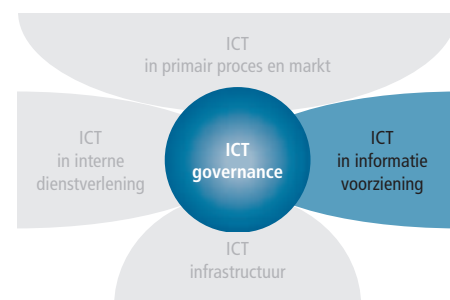 ICT
in primair proces en markt
ICT
in interne
dienstverlening
ICT
governance
ICT
in informatie
voorziening
ICT
infrastructuur